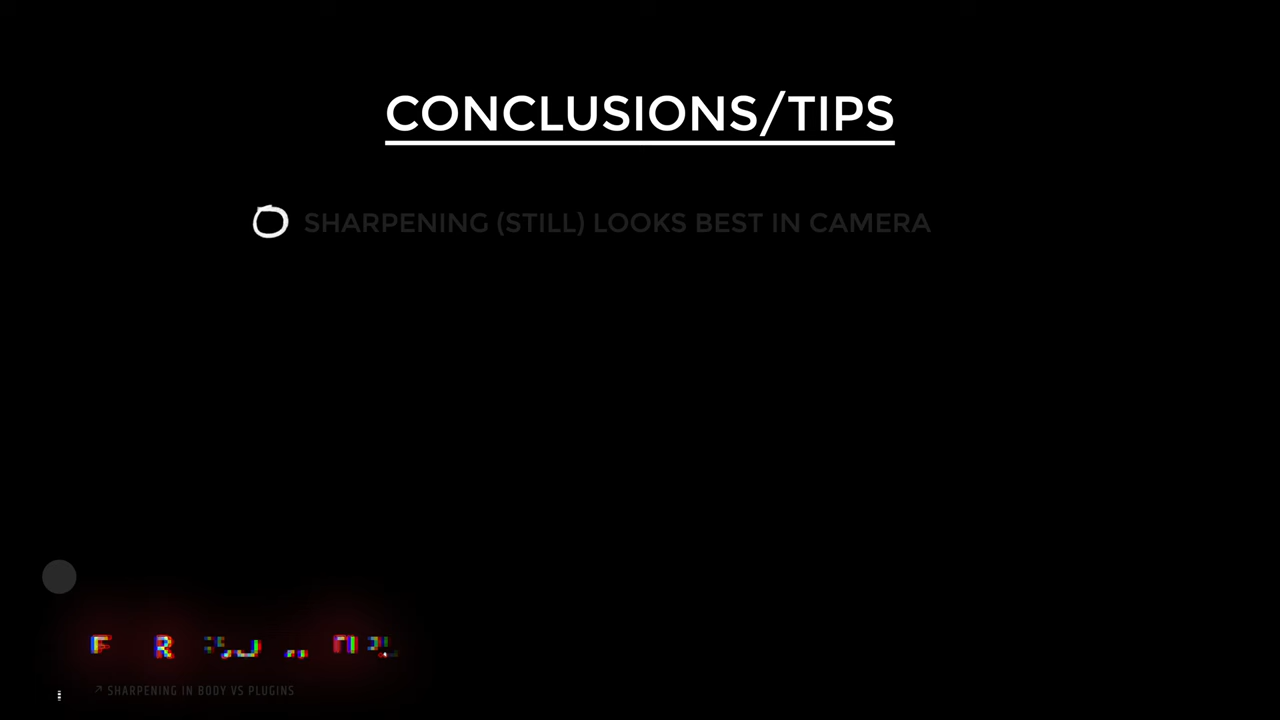 CONCLUSIONS/TIPS
SHARPENING (STILL) LOOKS BEST IN CAMERA
↗ SHARPENING IN BODY VS PLUGINS